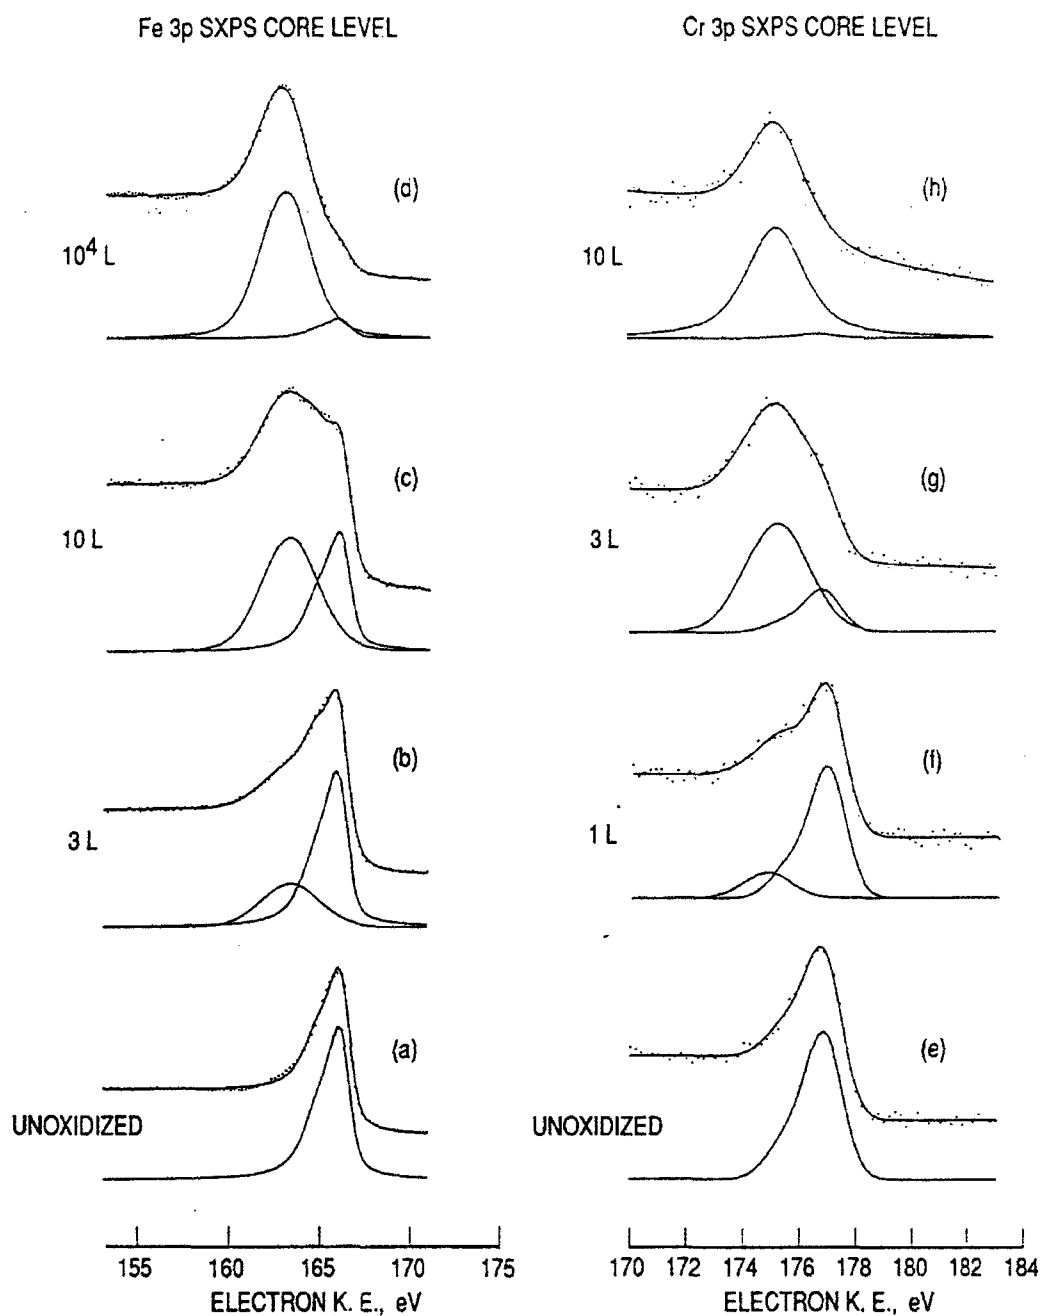 Fe 3p SXPS CORE LEVEL
Cr 3p SXPS CORE LEVEL
(d)
10⁴ L
(h)
10 L
(c)
10 L
(g)
3 L
(b)
3 L
(f)
1 L
(a)
UNOXIDIZED
(e)
UNOXIDIZED
155 160 165 170 175
170 172 174 176 178 180 182 184
ELECTRON K. E., eV
ELECTRON K. E., eV